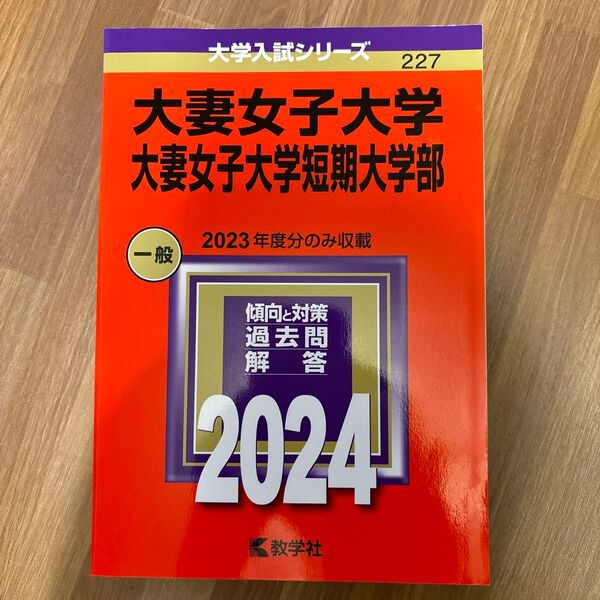 大学入試シリーズ
227
大妻女子大学
大妻女子大学短期大学部
一般
2023年度分のみ収載
傾向と対策
過去問
解答
2024
教学社